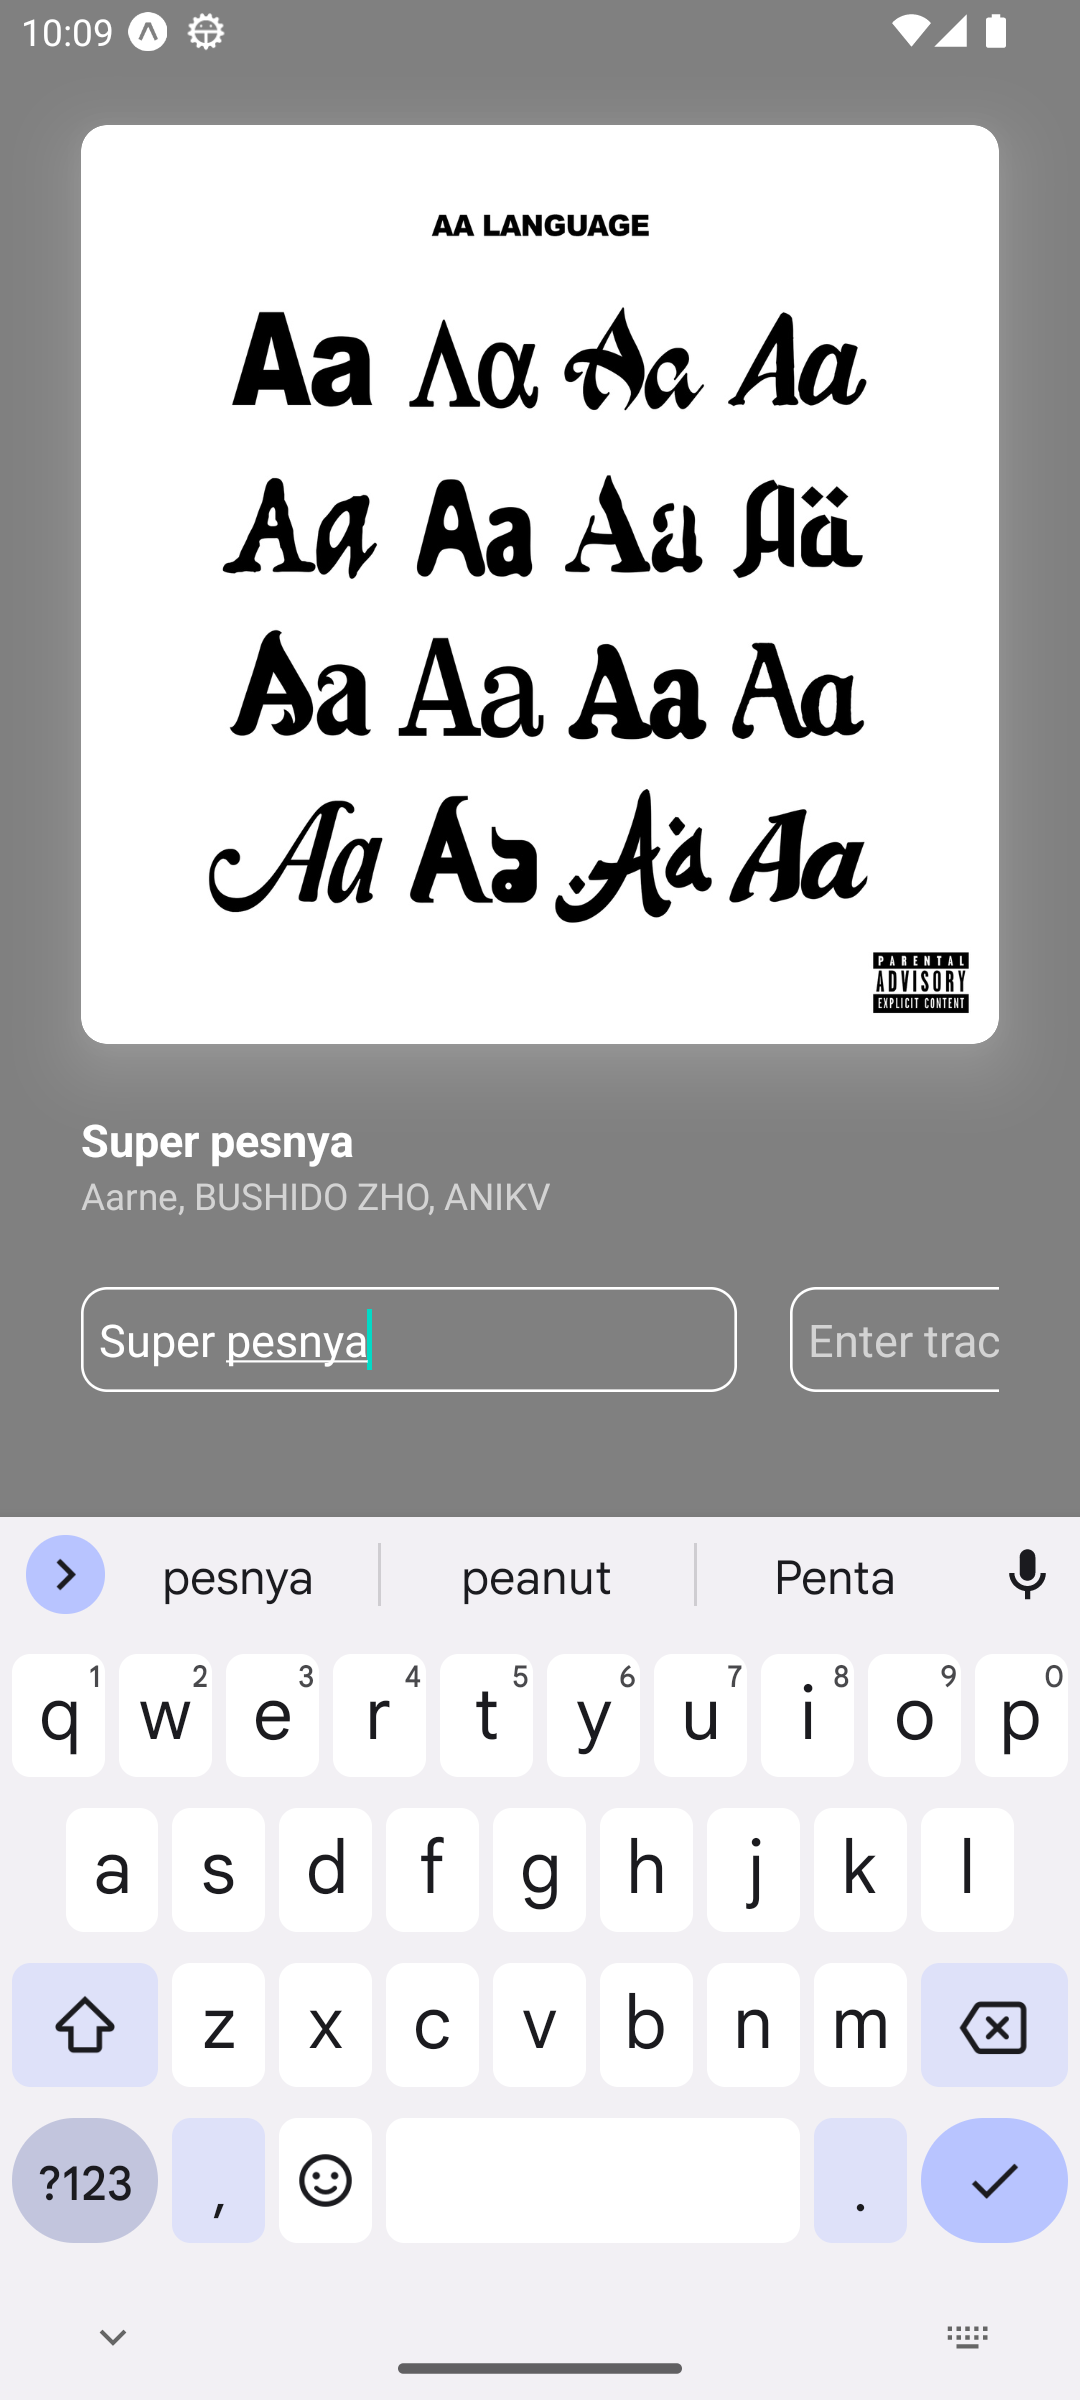 10:09
AA LANGUAGE
Aa Λα Aa Aa
Aa Aa Aa Aä
Aa Aa Aa Aa
Aa Aa Aa Aa
PARENTAL
ADVISORY
EXPLICIT CONTENT
Super pesnya
Aarne, BUSHIDO ZHO, ANIKV
Super pesnya
Enter trac
pesnya peanut Penta
1 2 3 4 5 6 7 8 9 0
q w e r t y u i o p
a s d f g h j k l
z x c v b n m
?123 , .